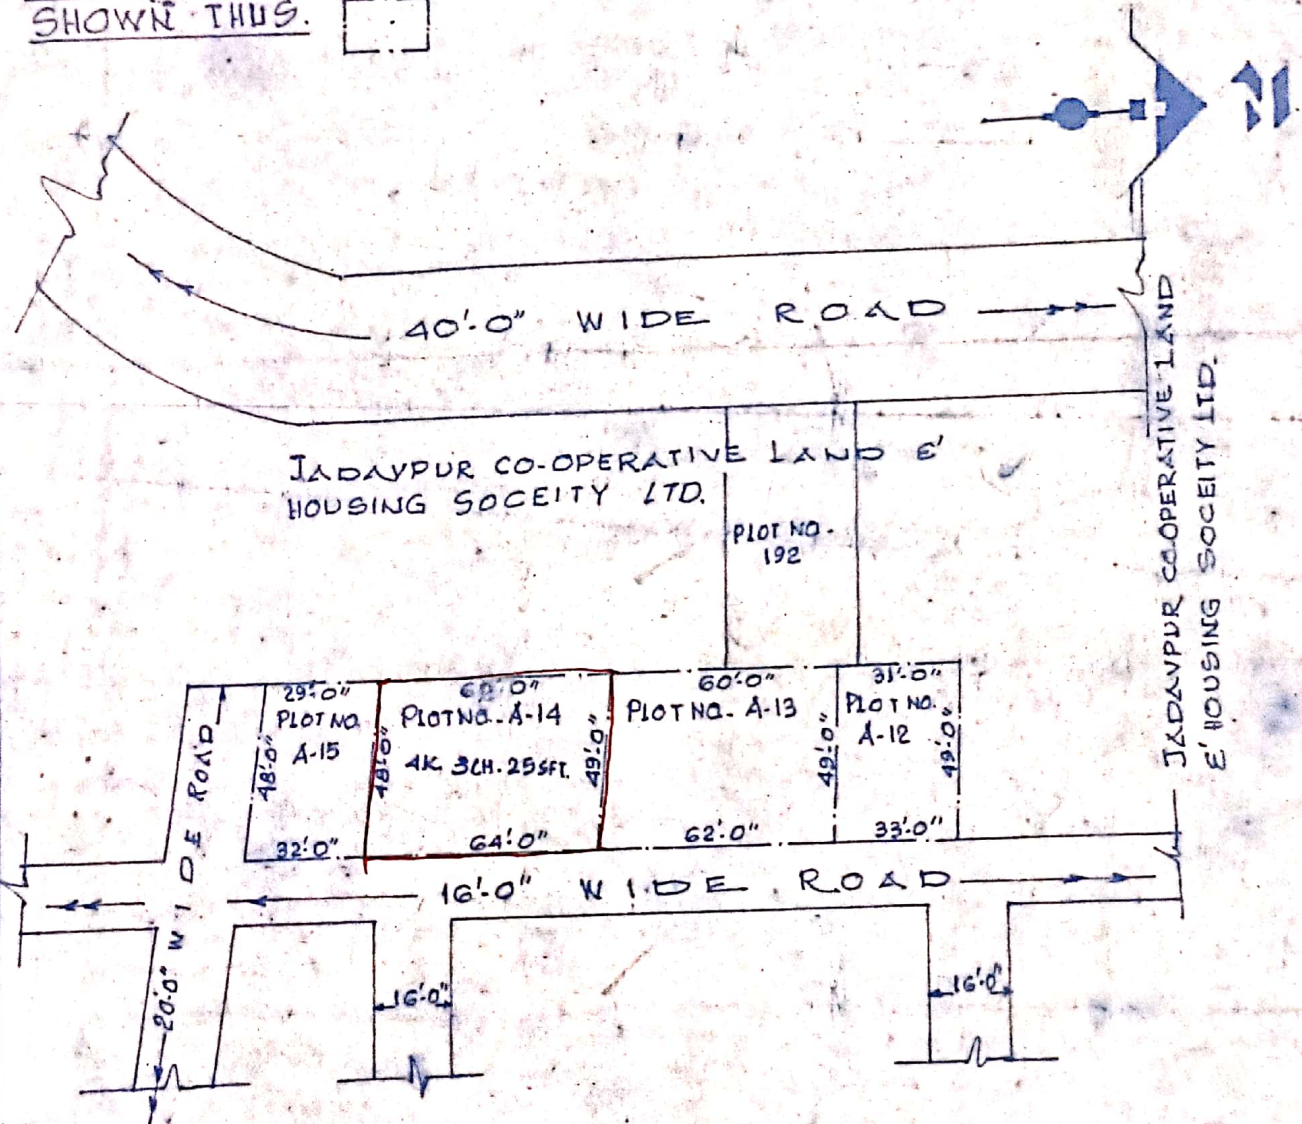 SHOWN THUS.
N
40'-0" WIDE ROAD
JADAVPUR CO-OPERATIVE LAND &
HOUSING SOCEITY LTD.
JADAVPUR CO-OPERATIVE LAND
& HOUSING SOCEITY LTD.
PLOT NO-
192
29'-0"
PLOT NO.
A-15
48'-0"
32'-0"
PLOT NO. A-14
4K. 3CH. 25SFT.
48'-0"
49'-0"
64'-0"
60'-0"
PLOT NO- A-13
49'-0"
62'-0"
31'-0"
PLOT NO.
A-12
49'-0"
33'-0"
16'-0" WIDE ROAD
20'-0" WIDE ROAD
16'-0"
16'-0"